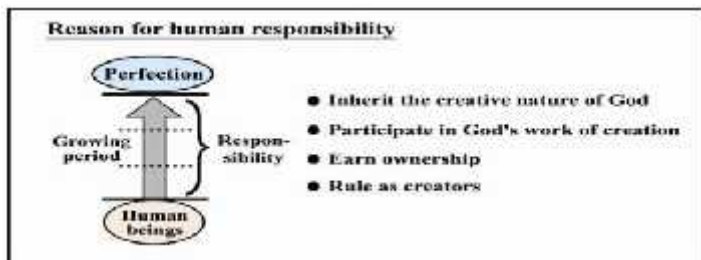 Reason for human responsibility
Perfection
Growing
period
Respon-
sibility
Human
beings
● Inherit the creative nature of God
● Participate in God's work of creation
● Earn ownership
● Rule as creators